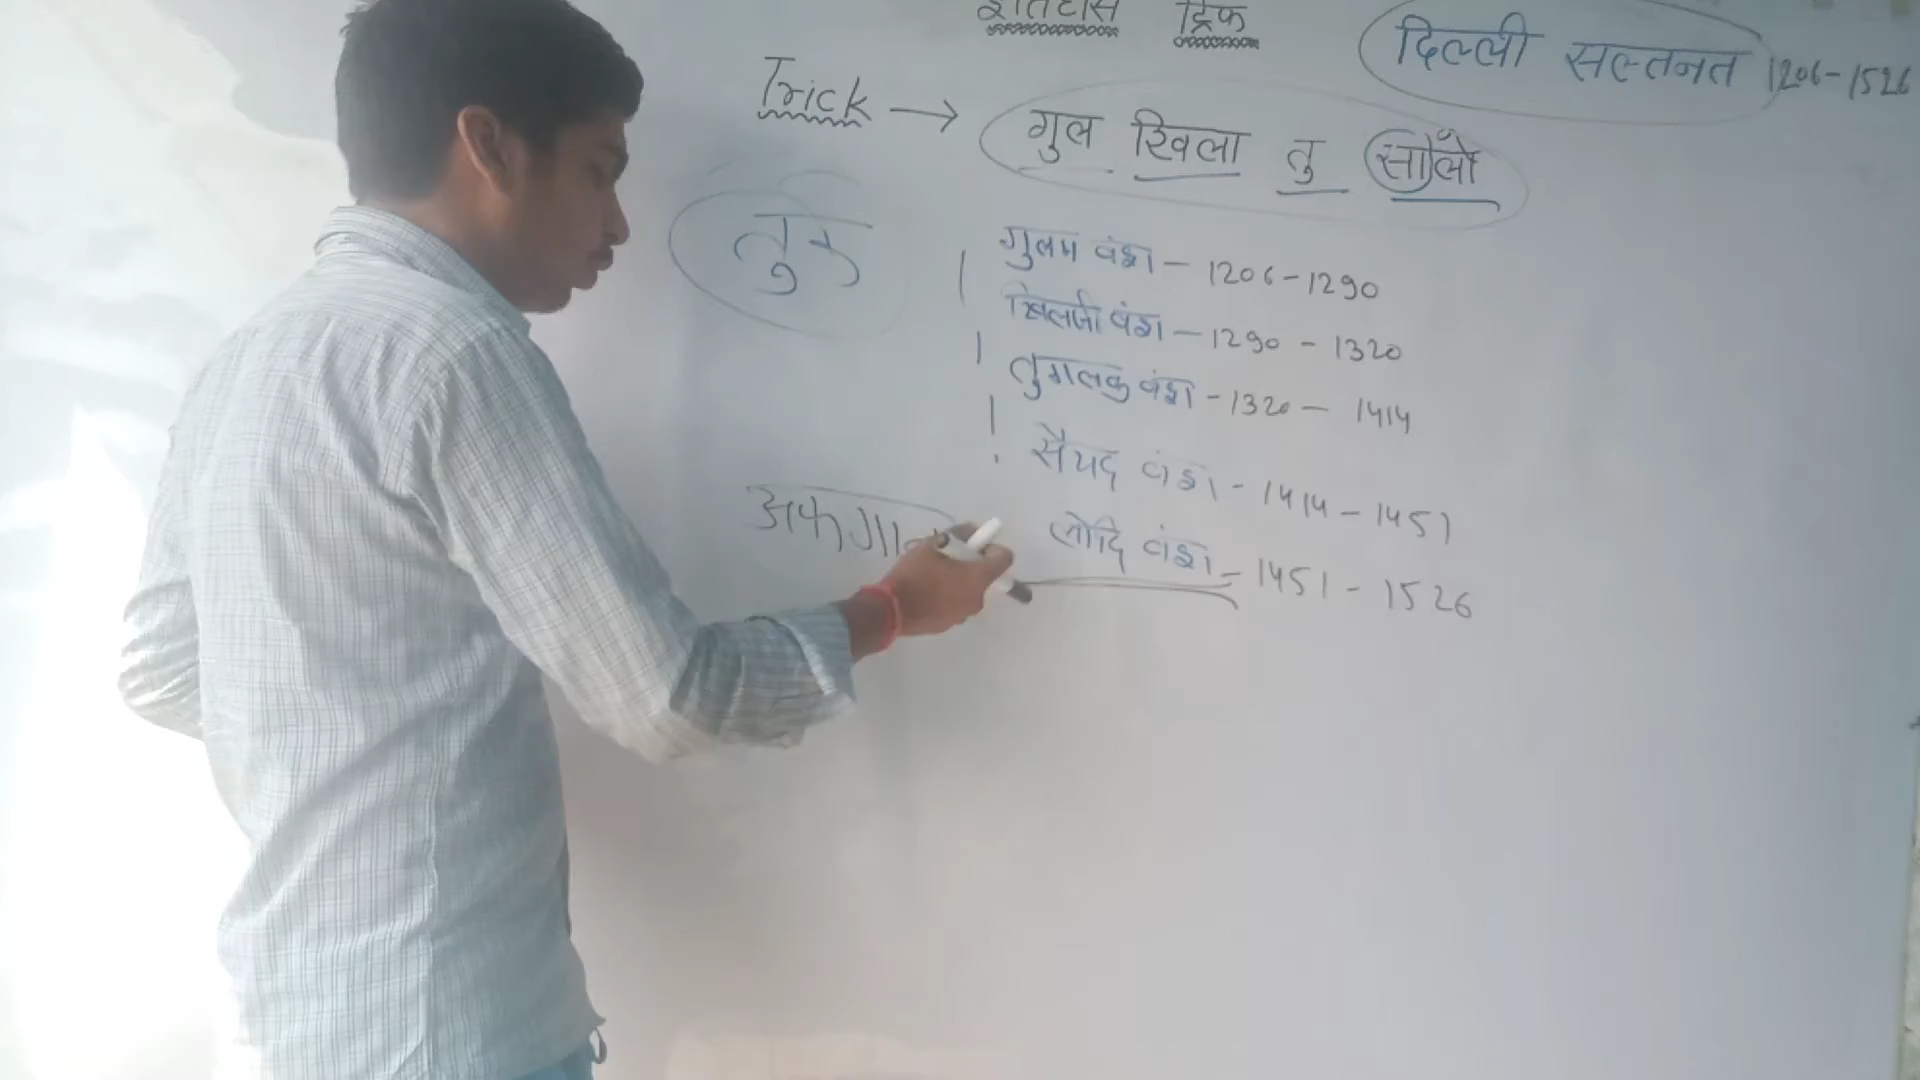 इतिहास ट्रिक
दिल्ली सल्तनत 1206-1526
Trick → गुल खिला तु साँलो
तुर्क
गुलाम वंश - 1206-1290
खिलजी वंश - 1290 - 1320
तुगलक वंश - 1320 - 1414
सैयद वंश - 1414 - 1451
लोदि वंश - 1451 - 1526